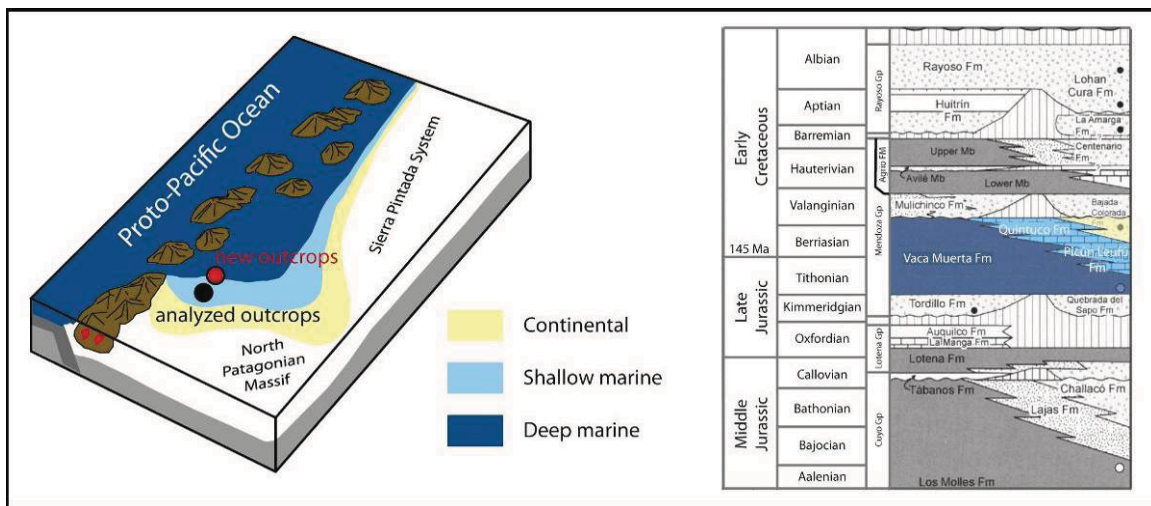 Proto-Pacific Ocean
Sierra Pintada System
new outcrops
analyzed outcrops
North
Patagonian
Massif
Continental
Shallow marine
Deep marine
Early
Cretaceous
145 Ma
Late
Jurassic
Middle
Jurassic
Albian
Aptian
Barremian
Hauterivian
Valanginian
Berriasian
Tithonian
Kimmeridgian
Oxfordian
Callovian
Bathonian
Bajocian
Aalenian
Rayoso Gp
Agrio FM
Mendoza Gp
Lotena Gp
Cuyo Gp
Rayoso Fm
Lohan
Cura Fm
Huitrín
Fm
La Amarga
Fm
Upper Mb
Centenario
Fm
Avilé Mb
Lower Mb
Mulichinco Fm
Bajada
Colorada
Fm
Quintuco Fm
Vaca Muerta Fm
Picún Leufú
Fm
Tordillo Fm
Quebrada del
Sapo Fm
Auquilco Fm
La Manga Fm
Lotena Fm
Tábanos Fm
Challacó Fm
Lajas Fm
Los Molles Fm